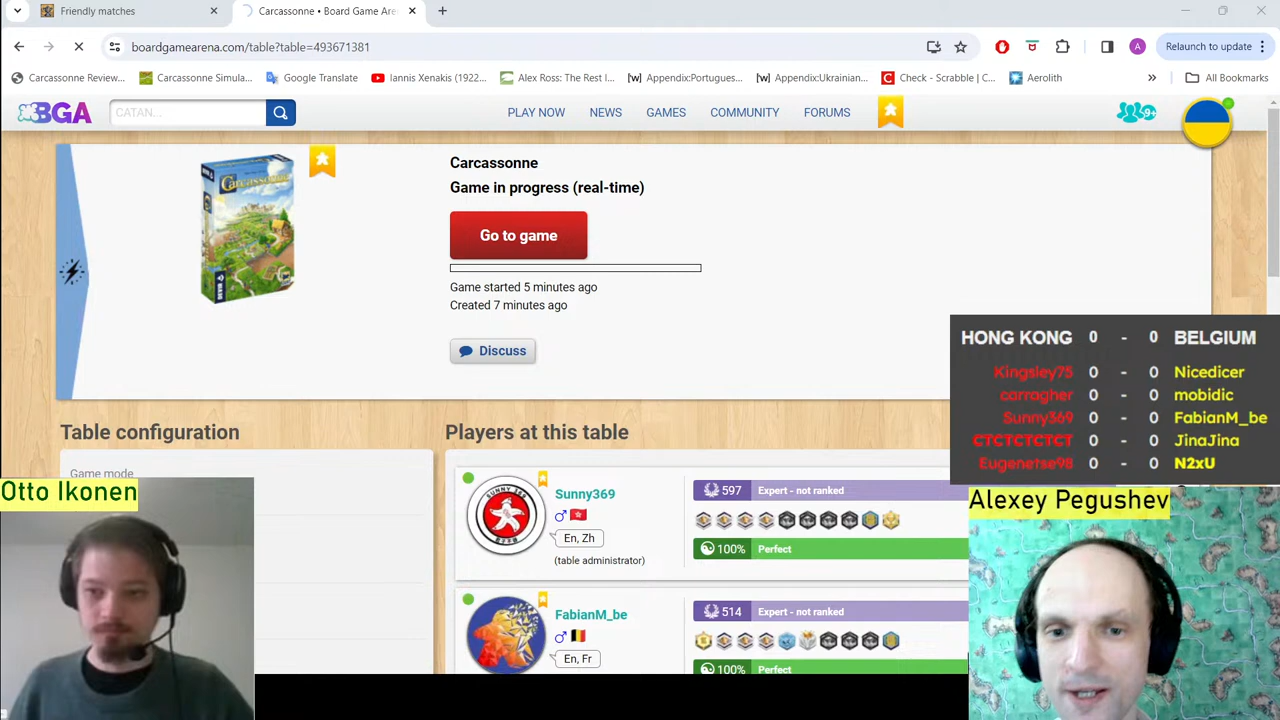 Friendly matches
Carcassonne • Board Game Are
boardgamearena.com/table?table=493671381
A
Relaunch to update
Carcassonne Review...
Carcassonne Simula...
Google Translate
Iannis Xenakis (1922...
Alex Ross: The Rest I...
[w] Appendix:Portugues...
[w] Appendix:Ukrainian...
Check - Scrabble | C...
Aerolith
All Bookmarks
BGA
CATAN. . .
PLAY NOW
NEWS
GAMES
COMMUNITY
FORUMS
9+
Carcassonne
Carcassonne
Game in progress (real-time)
Go to game
Game started 5 minutes ago
Created 7 minutes ago
Discuss
HONG KONG 0 - 0 BELGIUM
Kingsley75 0 - 0 Nicedicer
carragher 0 - 0 mobidic
Sunny369 0 - 0 FabianM_be
CTCTCTCTCT 0 - 0 JinaJina
Eugenetse98 0 - 0 N2xU
Table configuration
Game mode
Players at this table
Sunny369
En, Zh
(table administrator)
597 Expert - not ranked
100% Perfect
FabianM_be
En, Fr
514 Expert - not ranked
100% Perfect
Otto Ikonen
Alexey Pegushev